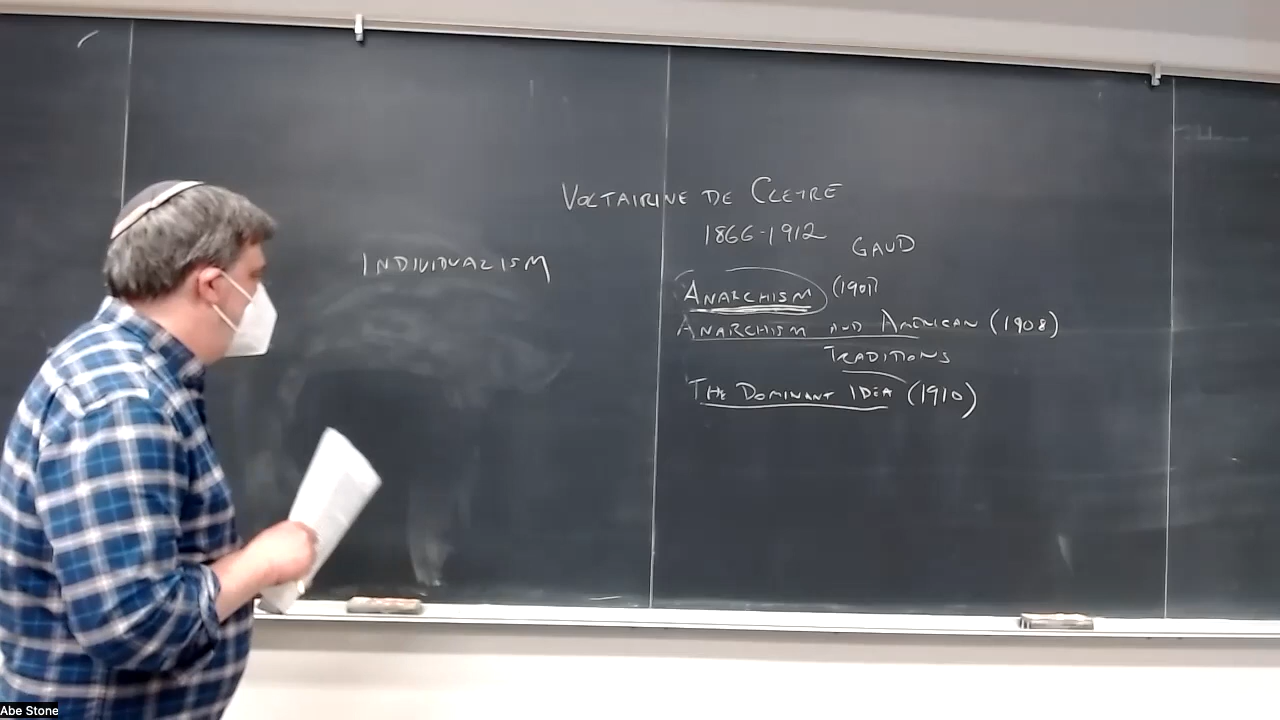 VOLTAIRINE DE CLEYRE
1866-1912
GAUD
INDIVIDUALISM
ANARCHISM (1901)
ANARCHISM AND AMERICAN (1908)
TRADITIONS
THE DOMINANT IDEA (1910)
Abe Stone